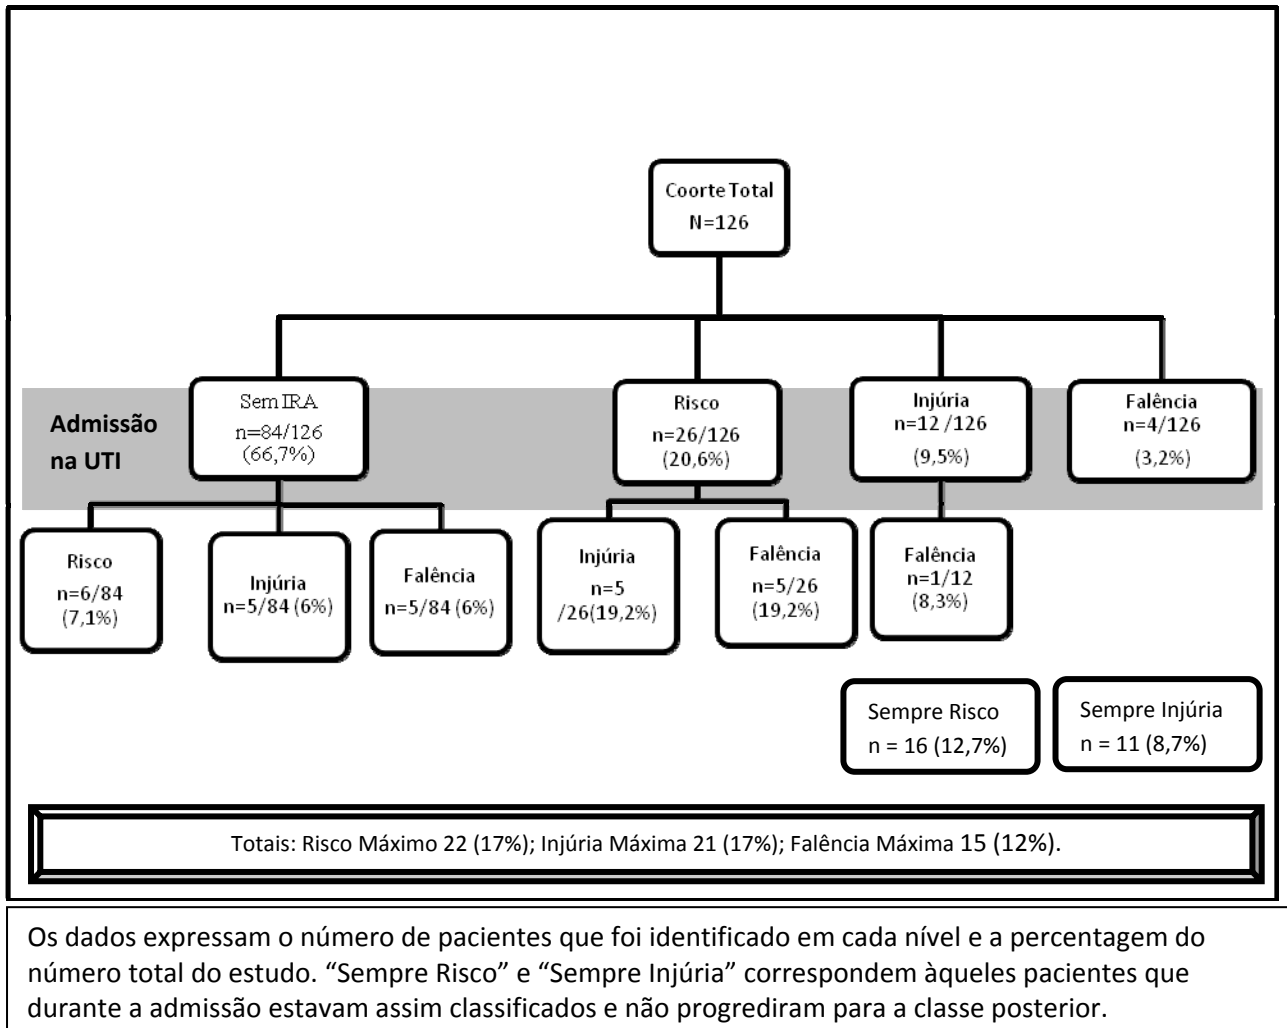 Coorte Total
N=126
Admissão
na UTI
Sem IRA
n=84/126
(66,7%)
Risco
n=26/126
(20,6%)
Injúria
n=12 /126
(9,5%)
Falência
n=4/126
(3,2%)
Risco
n=6/84
(7,1%)
Injúria
n=5/84 (6%)
Falência
n=5/84 (6%)
Injúria
n=5
/26(19,2%)
Falência
n=5/26
(19,2%)
Falência
n=1/12
(8,3%)
Sempre Risco
n = 16 (12,7%)
Sempre Injúria
n = 11 (8,7%)
Totais: Risco Máximo 22 (17%); Injúria Máxima 21 (17%); Falência Máxima 15 (12%).
Os dados expressam o número de pacientes que foi identificado em cada nível e a percentagem do
número total do estudo. “Sempre Risco” e “Sempre Injúria” correspondem àqueles pacientes que
durante a admissão estavam assim classificados e não progrediram para a classe posterior.